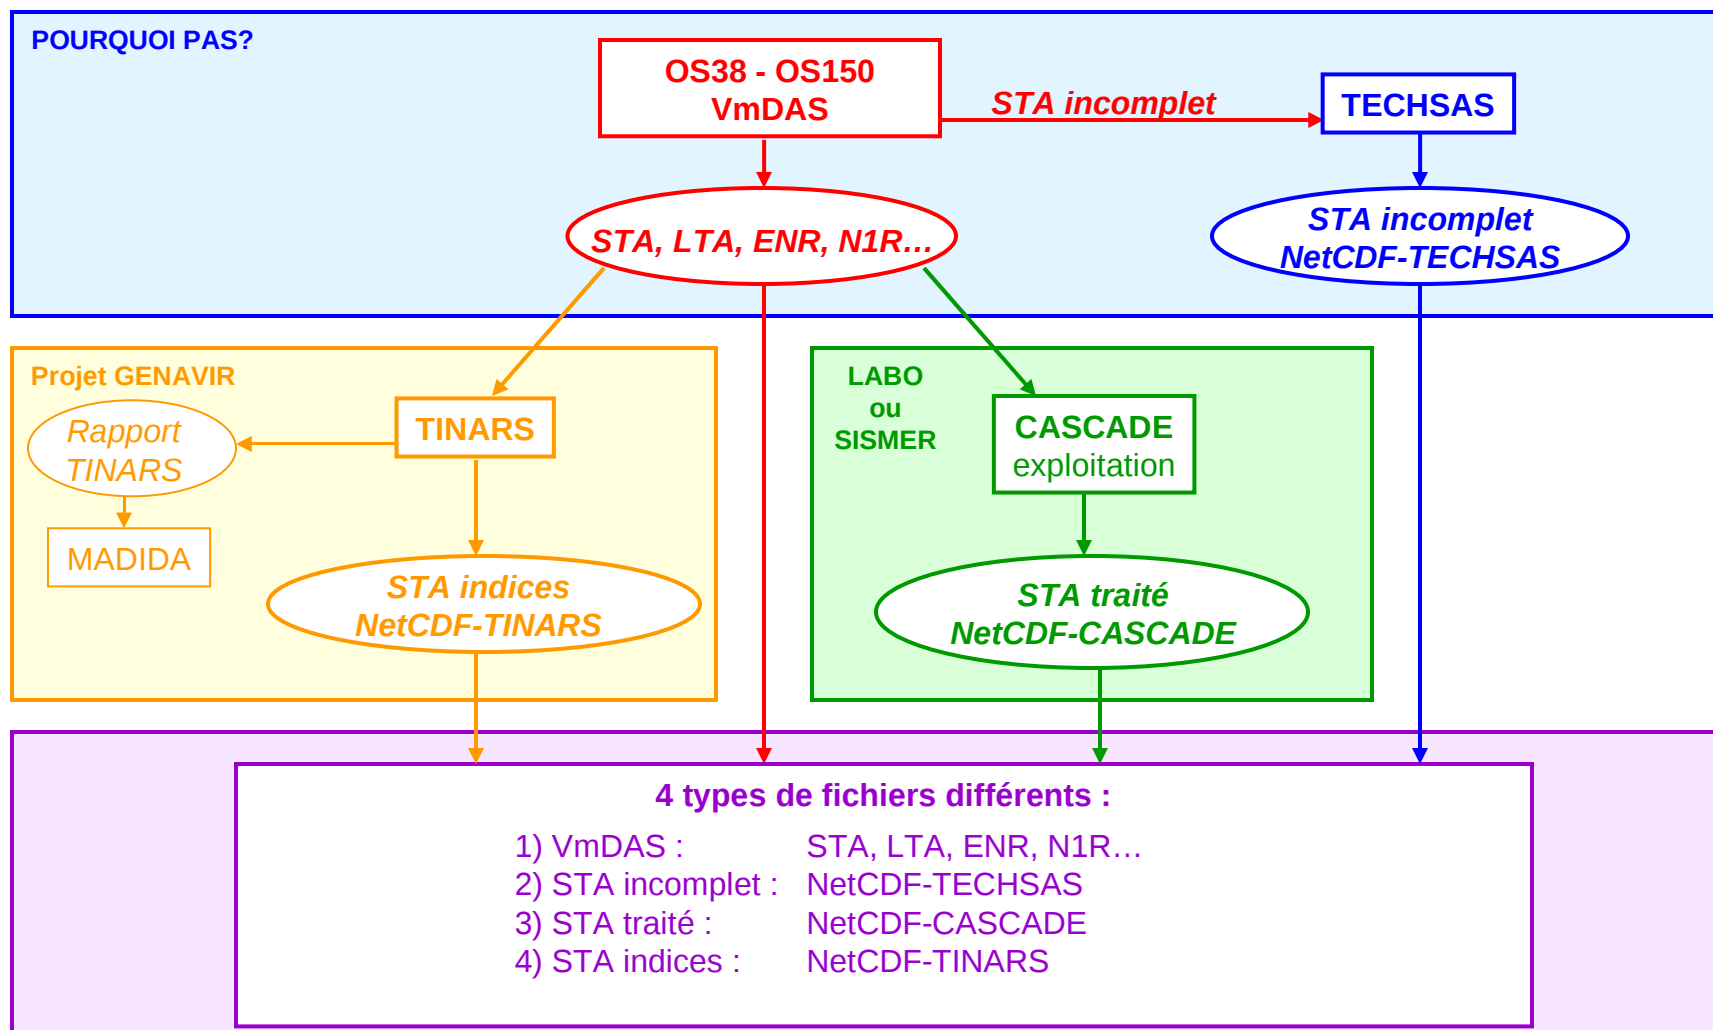 POURQUOI PAS?
OS38 - OS150
VmDAS
STA incomplet
TECHSAS
STA, LTA, ENR, N1R…
STA incomplet
NetCDF-TECHSAS
Projet GENAVIR
Rapport
TINARS
TINARS
MADIDA
STA indices
NetCDF-TINARS
LABO
ou
SISMER
CASCADE
exploitation
STA traité
NetCDF-CASCADE
4 types de fichiers différents :
1) VmDAS : STA, LTA, ENR, N1R…
2) STA incomplet : NetCDF-TECHSAS
3) STA traité : NetCDF-CASCADE
4) STA indices : NetCDF-TINARS